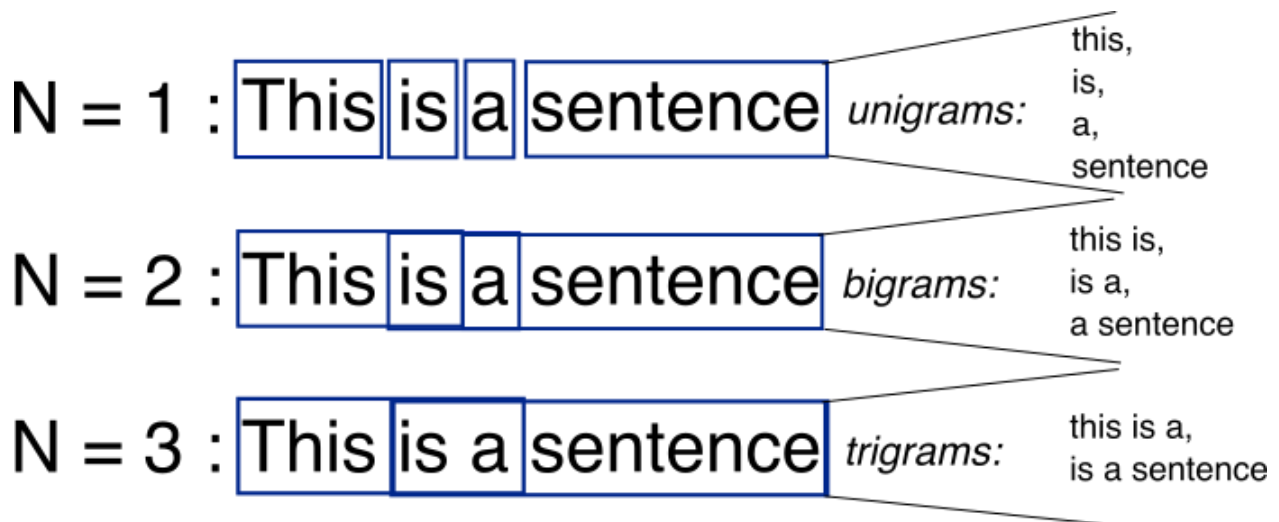 N = 1 : This is a sentence unigrams:
this,
is,
a,
sentence
N = 2 : This is a sentence bigrams:
this is,
is a,
a sentence
N = 3 : This is a sentence trigrams:
this is a,
is a sentence